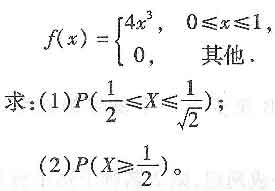 f(x) = { 4x³, 0≤x≤1,
0, 其他.
求:(1) P(1/2 ≤X≤ 1/√2);
(2) P(X≥ 1/2)。